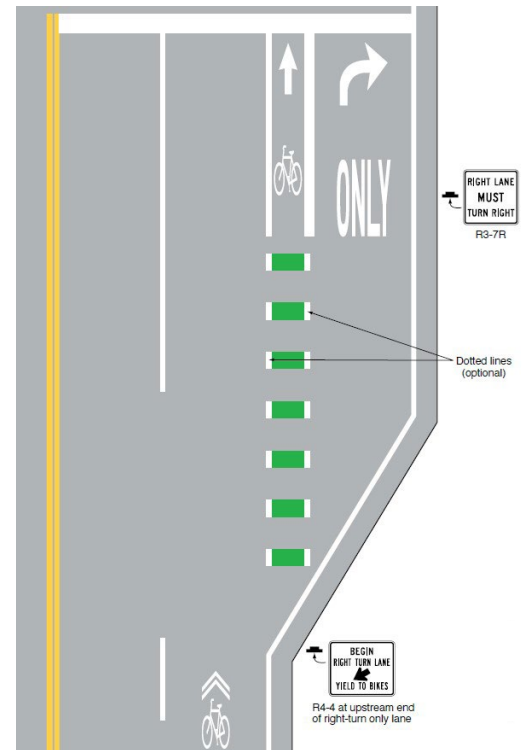 ONLY
RIGHT LANE
MUST
TURN RIGHT
R3-7R
Dotted lines
(optional)
BEGIN
RIGHT TURN LANE
YIELD TO BIKES
R4-4 at upstream end
of right-turn only lane